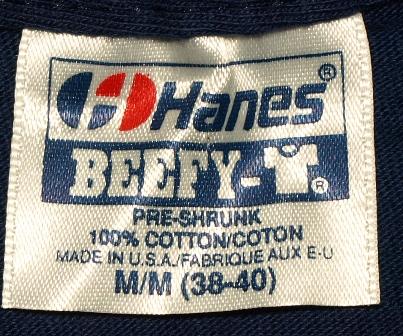 Hanes®
BEEFY-T®
PRE-SHRUNK
100% COTTON/COTON
MADE IN U.S.A./FABRIQUE AUX E-U
M/M (38-40)